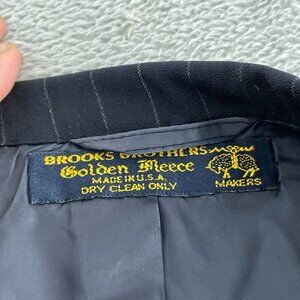 BROOKS BROTHERS
Golden Fleece
MADE IN U.S.A.
DRY CLEAN ONLY
MAKERS